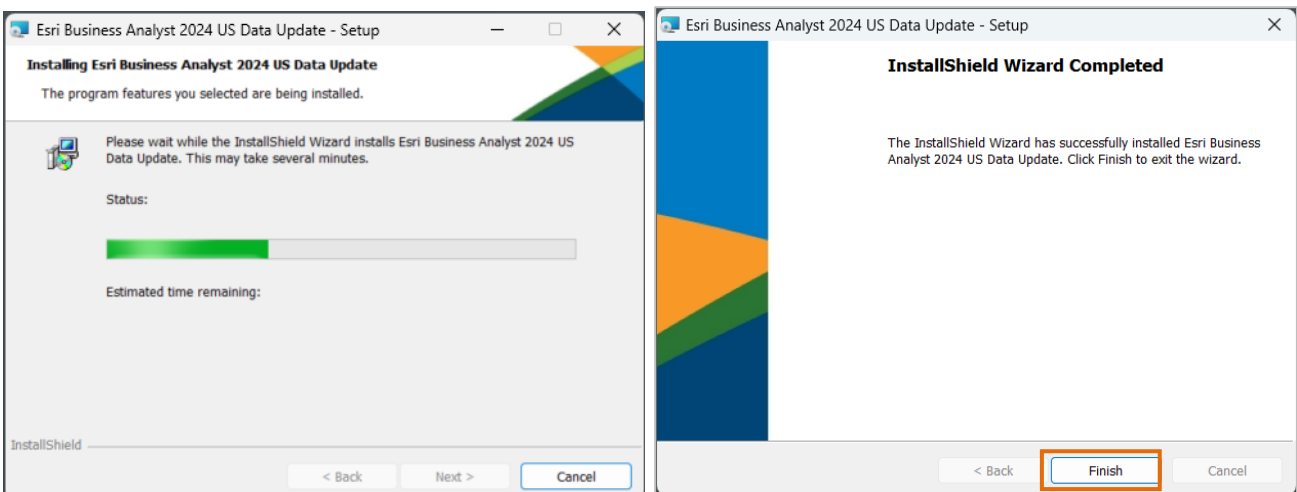 Esri Business Analyst 2024 US Data Update - Setup
Installing Esri Business Analyst 2024 US Data Update
The program features you selected are being installed.
Please wait while the InstallShield Wizard installs Esri Business Analyst 2024 US
Data Update. This may take several minutes.
Status:
Estimated time remaining:
InstallShield
< Back
Next >
Cancel
Esri Business Analyst 2024 US Data Update - Setup
InstallShield Wizard Completed
The InstallShield Wizard has successfully installed Esri Business
Analyst 2024 US Data Update. Click Finish to exit the wizard.
< Back
Finish
Cancel